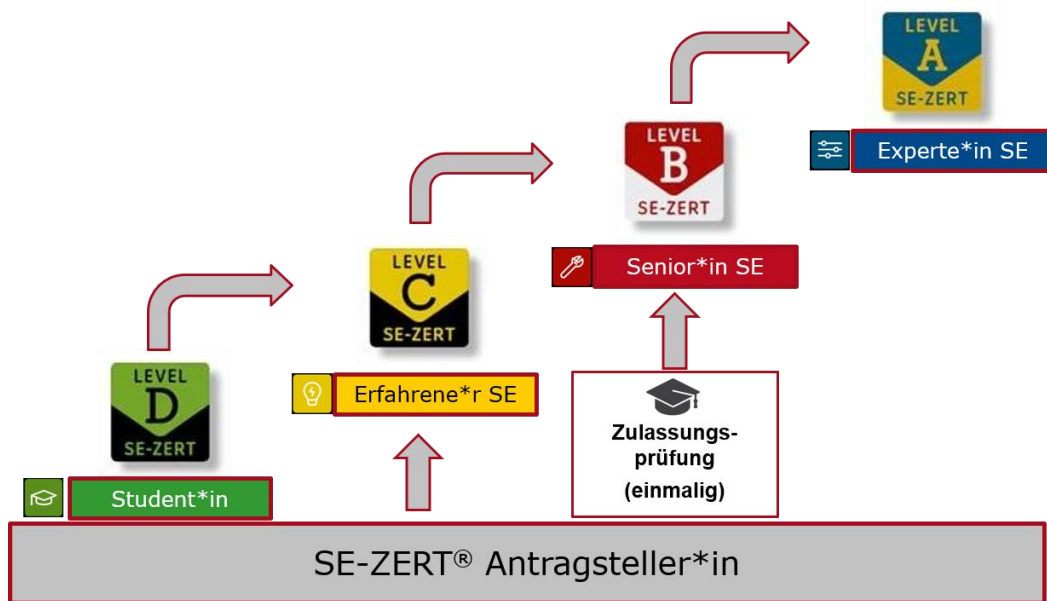 LEVEL
A
SE-ZERT
Experte*in SE
LEVEL
B
SE-ZERT
Senior*in SE
LEVEL
C
SE-ZERT
Erfahrene*r SE
LEVEL
D
SE-ZERT
Student*in
Zulassungs-
prüfung
(einmalig)
SE-ZERT® Antragsteller*in